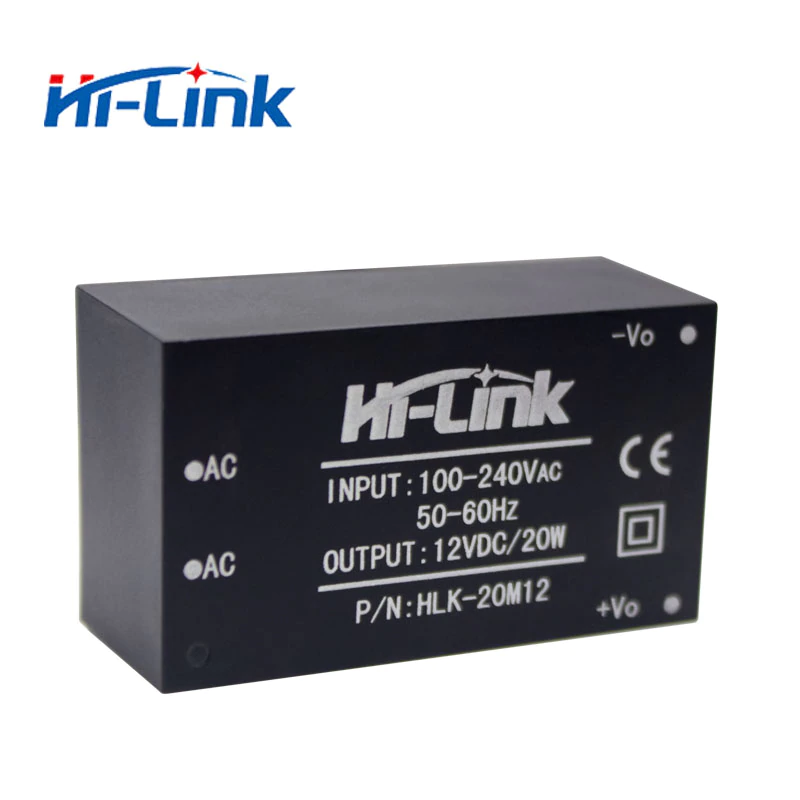 Hi-Link
-Vo
Hi-Link
AC
INPUT:100-240VAC
50-60Hz
CE
AC
OUTPUT:12VDC/20W
P/N:HLK-20M12
+Vo